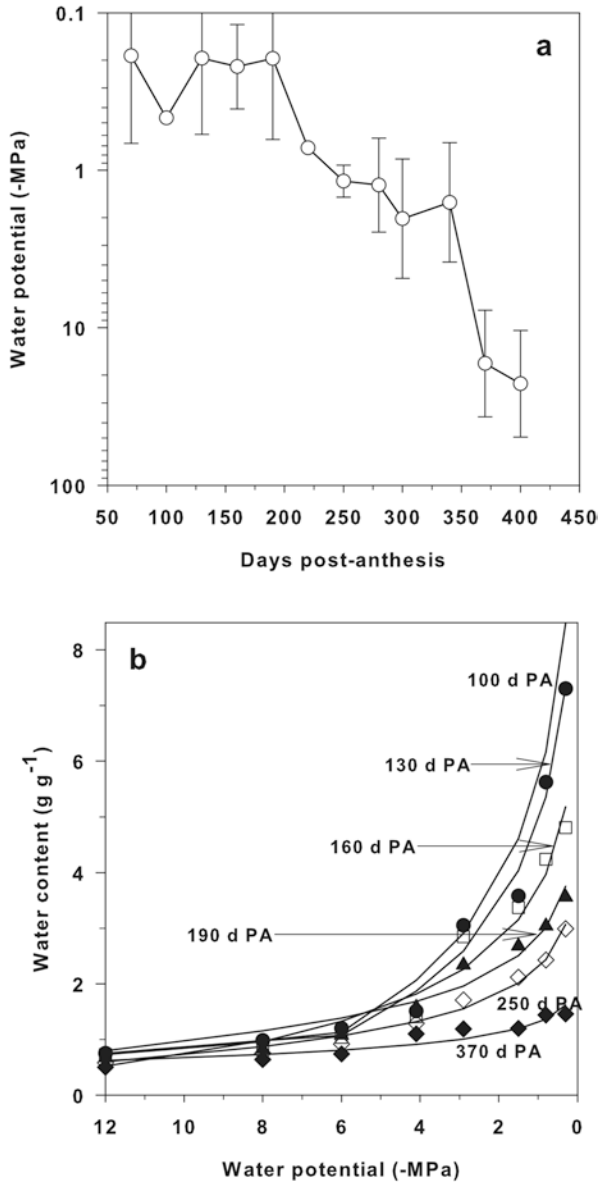 0.1
a
1
10
100
Water potential (-MPa)
50 100 150 200 250 300 350 400 450
Days post-anthesis
b
8
6
4
2
0
Water content (g g-1)
100 d PA
130 d PA
160 d PA
190 d PA
250 d PA
370 d PA
12 10 8 6 4 2 0
Water potential (-MPa)